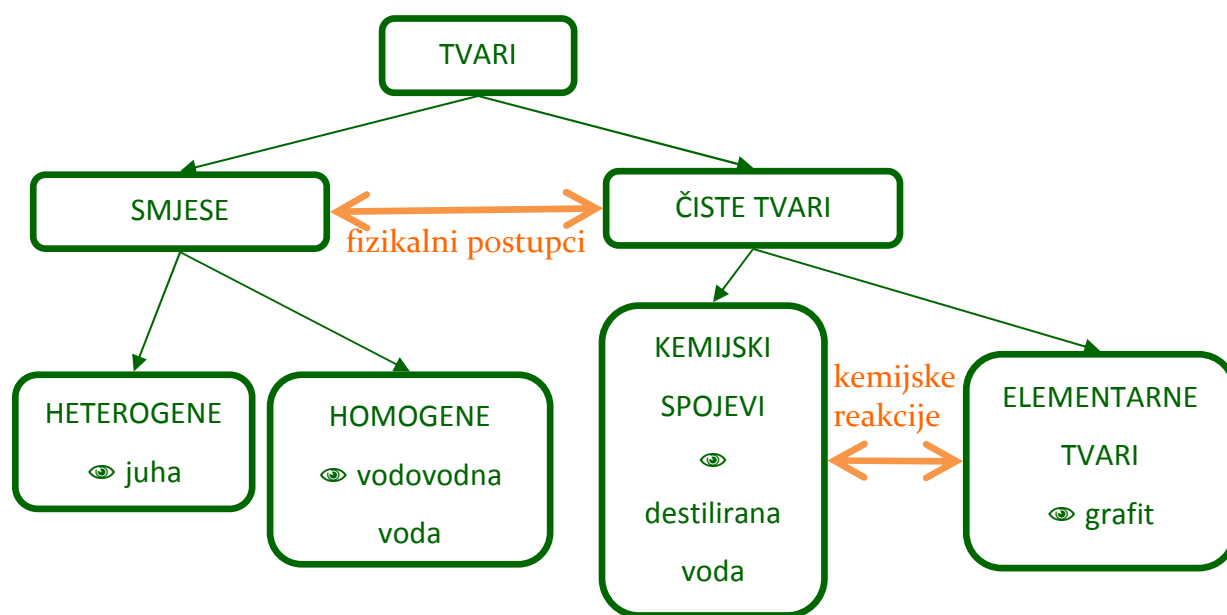 TVARI
SMJESE
fizikalni postupci
ČISTE TVARI
HETEROGENE
juha
HOMOGENE
vodovodna
voda
KEMIJSKI
SPOJEVI
destilirana
voda
kemijske
reakcije
ELEMENTARNE
TVARI
grafit